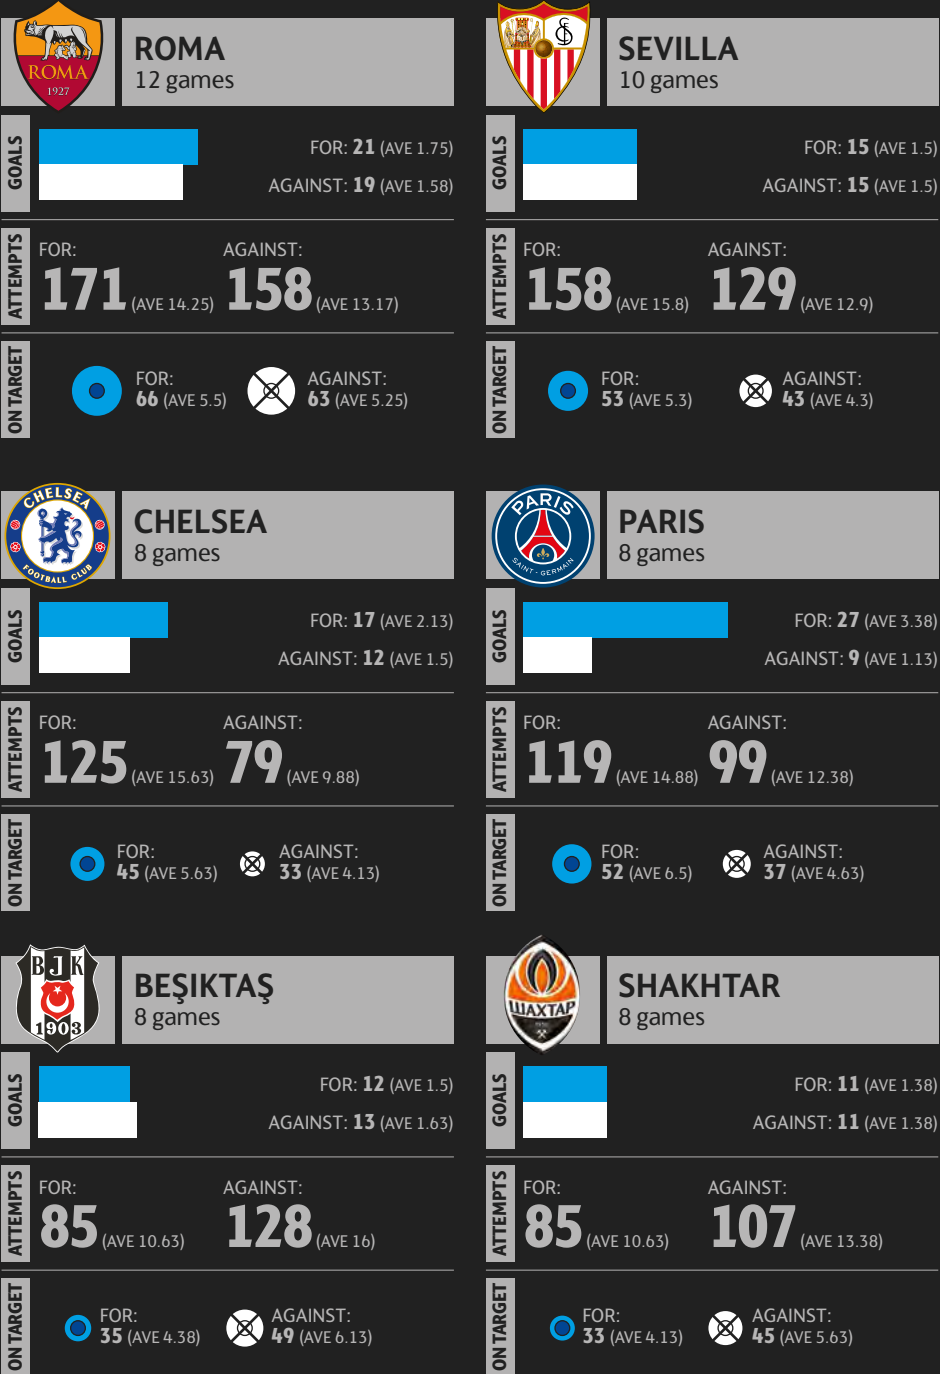 ROMA
1927
ROMA
12 games
GOALS
FOR: 21 (AVE 1.75)
AGAINST: 19 (AVE 1.58)
ATTEMPTS
FOR:
171 (AVE 14.25)
AGAINST:
158 (AVE 13.17)
ON TARGET
FOR:
66 (AVE 5.5)
AGAINST:
63 (AVE 5.25)
SEVILLA
10 games
GOALS
FOR: 15 (AVE 1.5)
AGAINST: 15 (AVE 1.5)
ATTEMPTS
FOR:
158 (AVE 15.8)
AGAINST:
129 (AVE 12.9)
ON TARGET
FOR:
53 (AVE 5.3)
AGAINST:
43 (AVE 4.3)
CHELSEA
FOOTBALL CLUB
CHELSEA
8 games
GOALS
FOR: 17 (AVE 2.13)
AGAINST: 12 (AVE 1.5)
ATTEMPTS
FOR:
125 (AVE 15.63)
AGAINST:
79 (AVE 9.88)
ON TARGET
FOR:
45 (AVE 5.63)
AGAINST:
33 (AVE 4.13)
PARIS
SAINT-GERMAIN
PARIS
8 games
GOALS
FOR: 27 (AVE 3.38)
AGAINST: 9 (AVE 1.13)
ATTEMPTS
FOR:
119 (AVE 14.88)
AGAINST:
99 (AVE 12.38)
ON TARGET
FOR:
52 (AVE 6.5)
AGAINST:
37 (AVE 4.63)
BJK
1903
BEŞIKTAŞ
8 games
GOALS
FOR: 12 (AVE 1.5)
AGAINST: 13 (AVE 1.63)
ATTEMPTS
FOR:
85 (AVE 10.63)
AGAINST:
128 (AVE 16)
ON TARGET
FOR:
35 (AVE 4.38)
AGAINST:
49 (AVE 6.13)
ШАХТАР
SHAKHTAR
8 games
GOALS
FOR: 11 (AVE 1.38)
AGAINST: 11 (AVE 1.38)
ATTEMPTS
FOR:
85 (AVE 10.63)
AGAINST:
107 (AVE 13.38)
ON TARGET
FOR:
33 (AVE 4.13)
AGAINST:
45 (AVE 5.63)